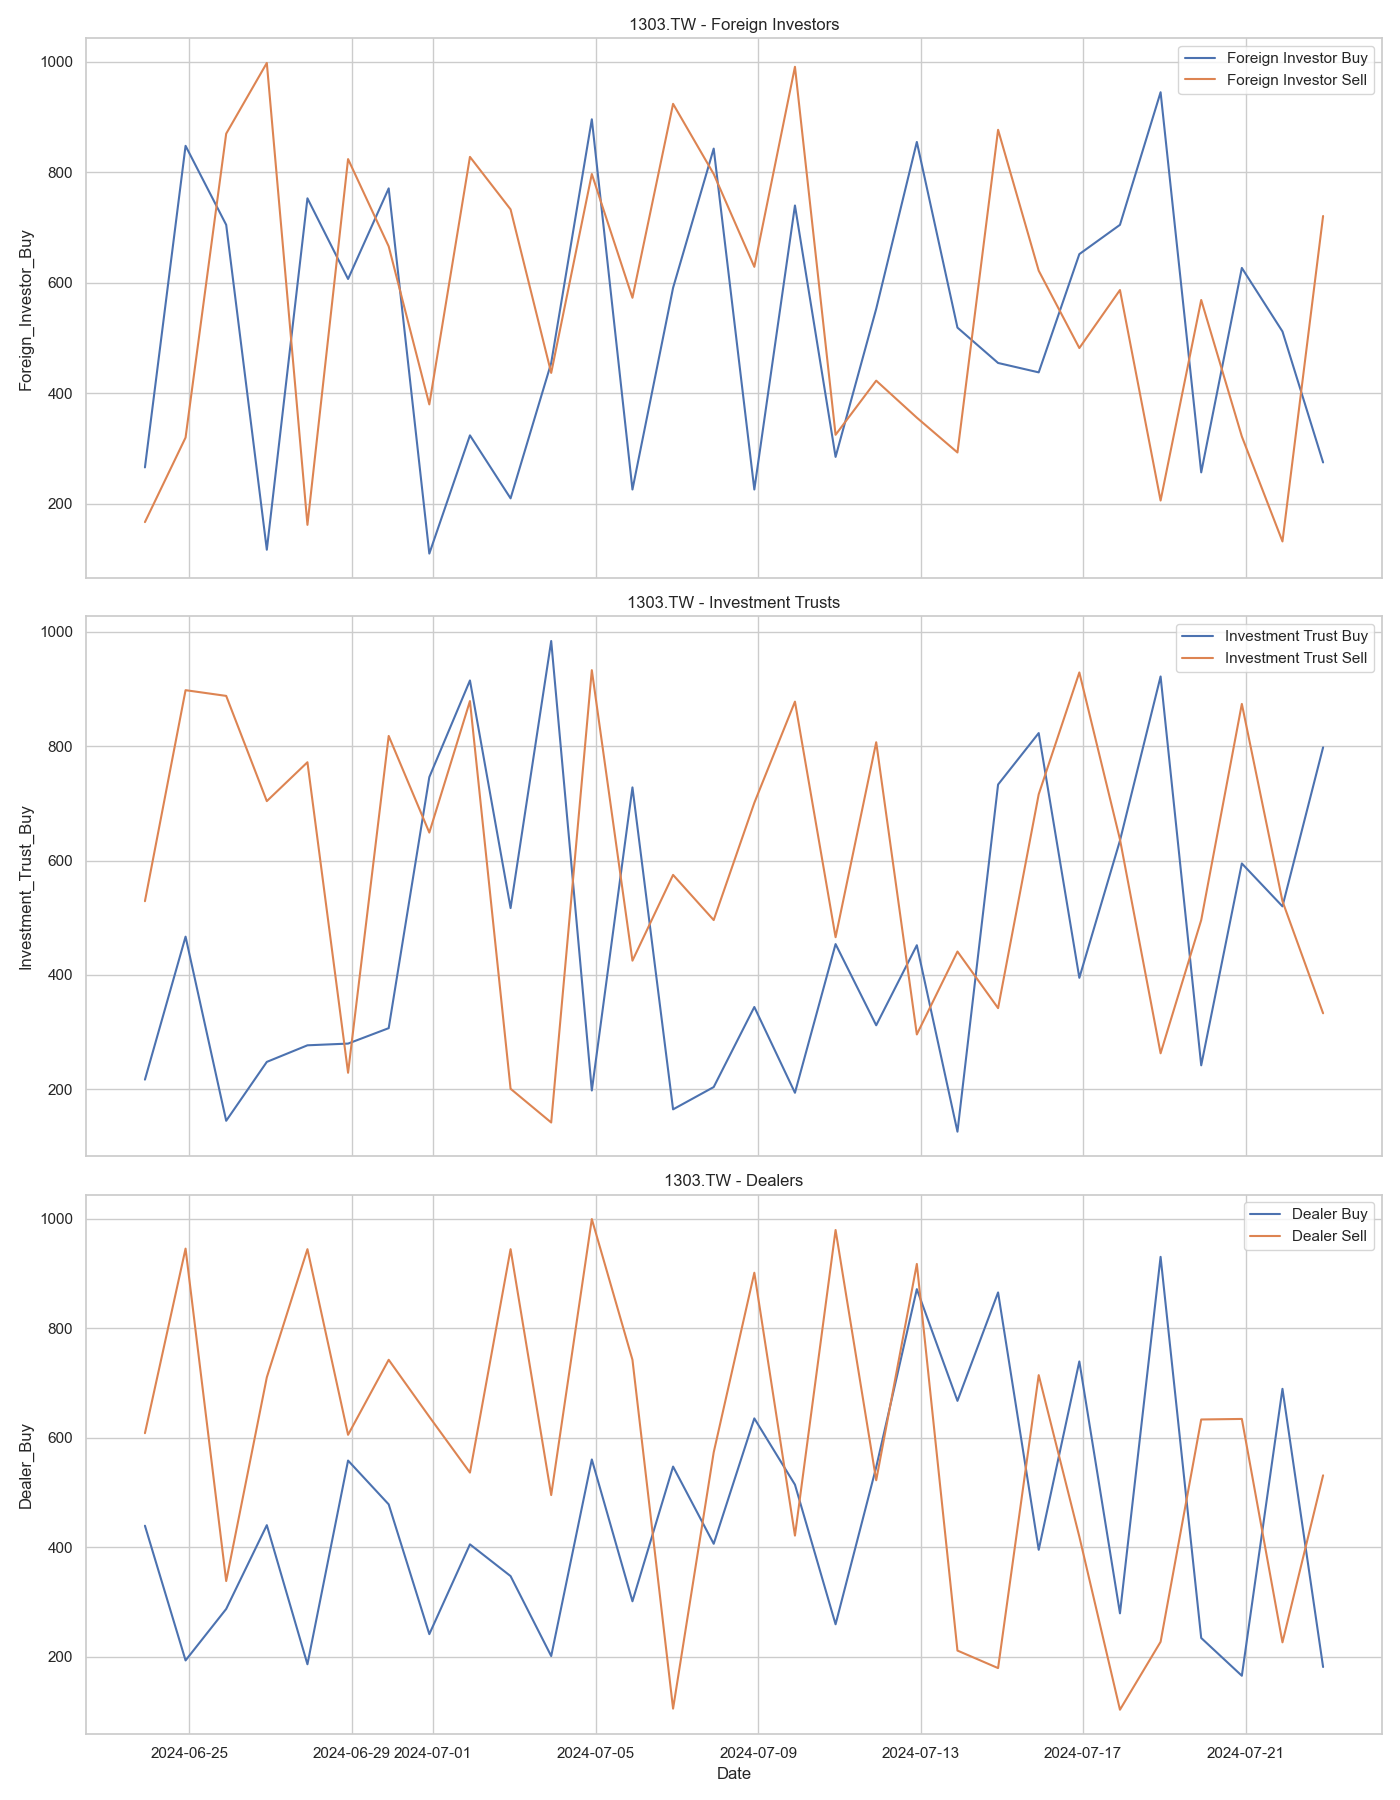 1303.TW - Foreign Investors
Foreign_Investor_Buy
1000
800
600
400
200
Foreign Investor Buy
Foreign Investor Sell
1303.TW - Investment Trusts
Investment_Trust_Buy
1000
800
600
400
200
Investment Trust Buy
Investment Trust Sell
1303.TW - Dealers
Dealer_Buy
1000
800
600
400
200
Dealer Buy
Dealer Sell
2024-06-25 2024-06-29 2024-07-01 2024-07-05 2024-07-09 2024-07-13 2024-07-17 2024-07-21
Date